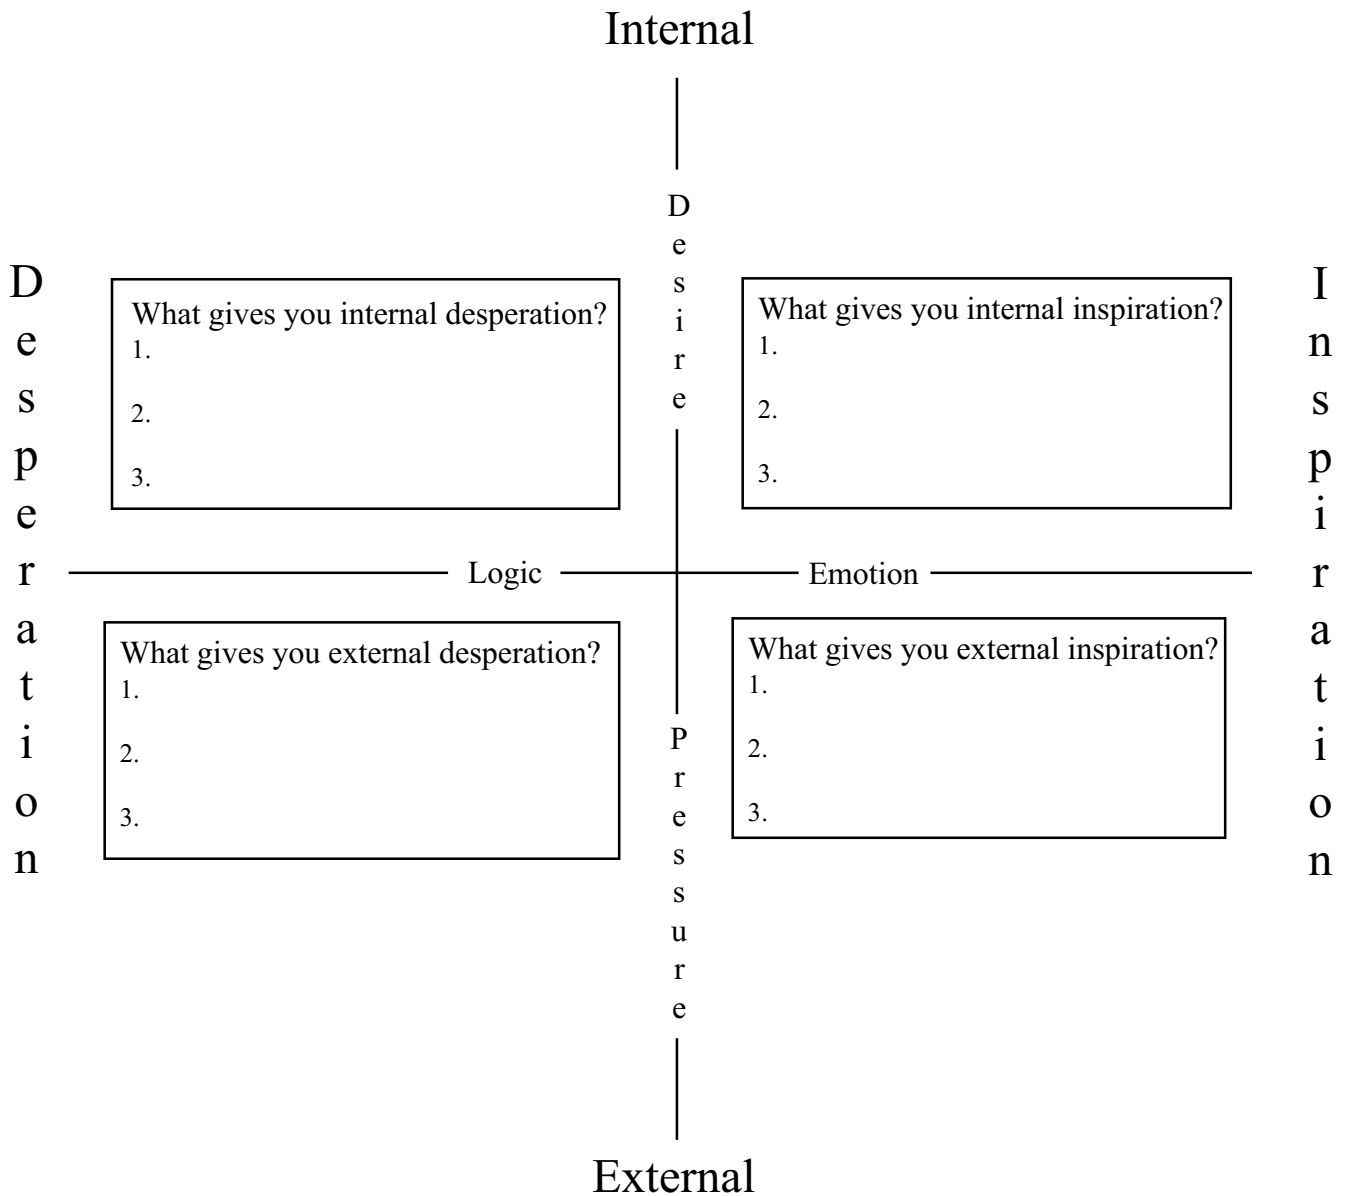 Internal
Desire
Desperation
What gives you internal desperation?
1.
2.
3.
What gives you internal inspiration?
1.
2.
3.
Inspiration
Logic
Emotion
What gives you external desperation?
1.
2.
3.
What gives you external inspiration?
1.
2.
3.
Pressure
External